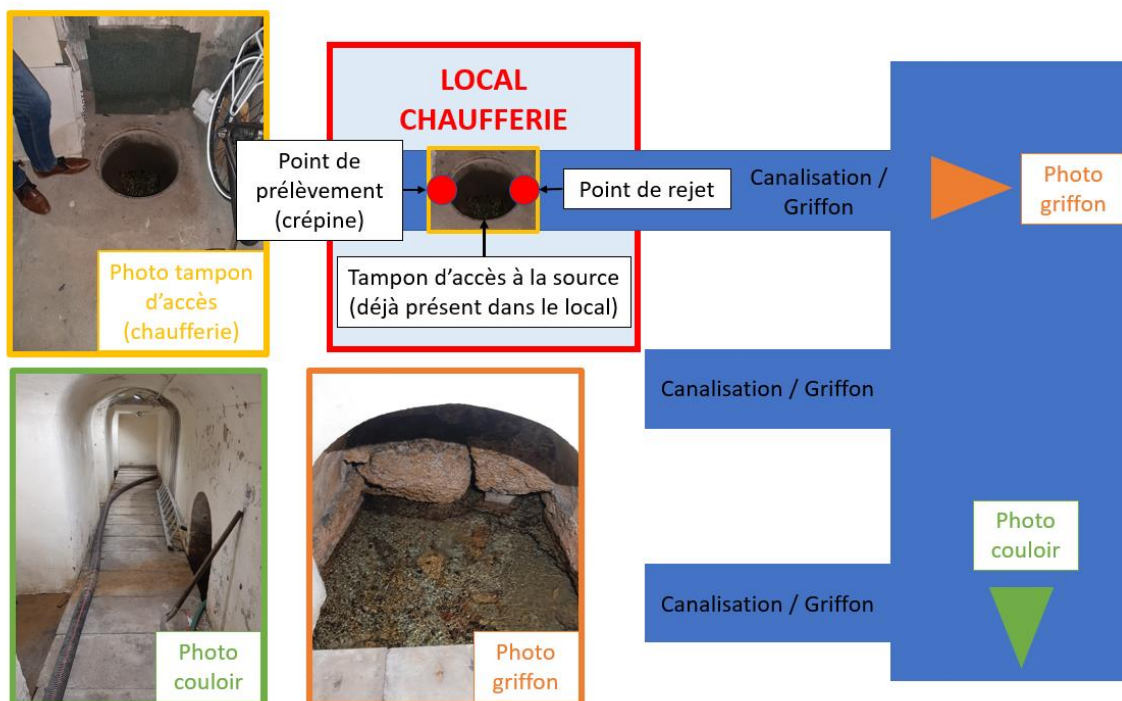 LOCAL
CHAUFFERIE
Point de
prélèvement
(crépine)
Point de rejet
Canalisation /
Griffon
Photo
griffon
Photo tampon
d'accès
(chaufferie)
Tampon d'accès à la source
(déjà présent dans le local)
Canalisation / Griffon
Photo
couloir
Canalisation / Griffon
Photo
couloir
Photo
griffon